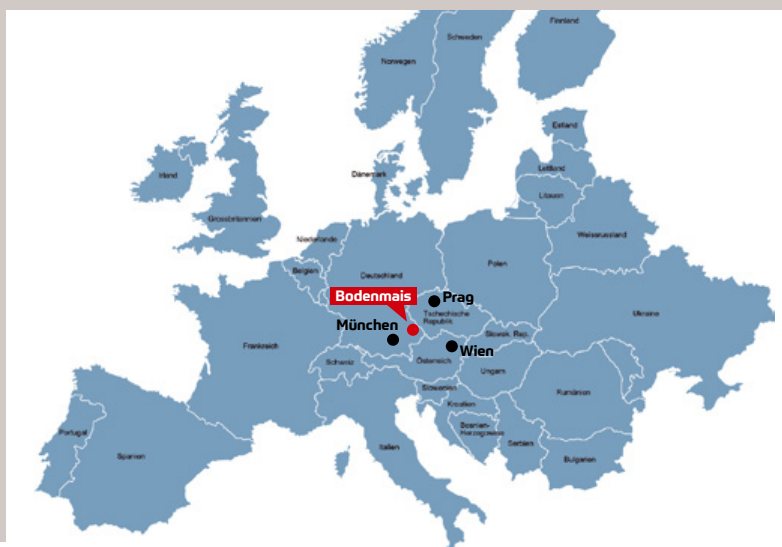 Finnland
Schweden
Norwegen
Estland
Lettland
Dänemark
Litauen
Irland
Weissrussland
Grossbritannien
Niederlande
Polen
Belgien
Deutschland
Bodenmais
Prag
Tschechische
Republik
Ukraine
München
Slowak. Rep.
Frankreich
Wien
Schweiz
Österreich
Ungarn
Slowenien
Rumänien
Kroatien
Bosnien-
Herzegowina
Portugal
Serbien
Italien
Spanien
Bulgarien